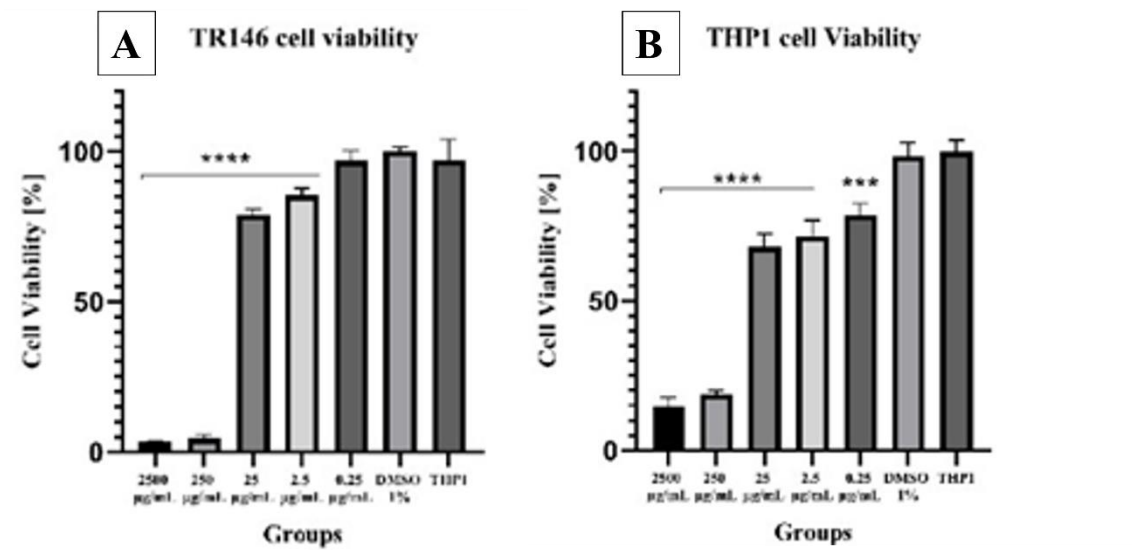 A
TR146 cell viability
Cell Viability [%]
100
50
0
****
2500 µg/mL
250 µg/mL
25 µg/mL
2.5 µg/mL
0.25 µg/mL
DMSO 1%
THP1
Groups
B
THP1 cell Viability
Cell Viability [%]
100
50
0
****
***
2500 µg/mL
250 µg/mL
25 µg/mL
2.5 µg/mL
0.25 µg/mL
DMSO 1%
THP1
Groups